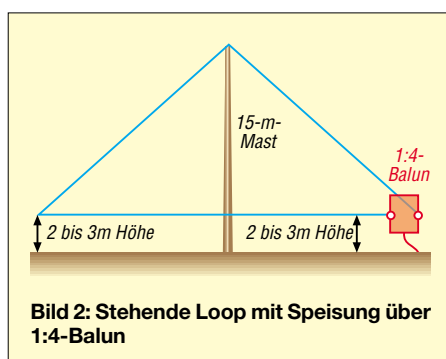 15-m-
Mast
1:4-
Balun
2 bis 3m Höhe
2 bis 3m Höhe
Bild 2: Stehende Loop mit Speisung über
1:4-Balun